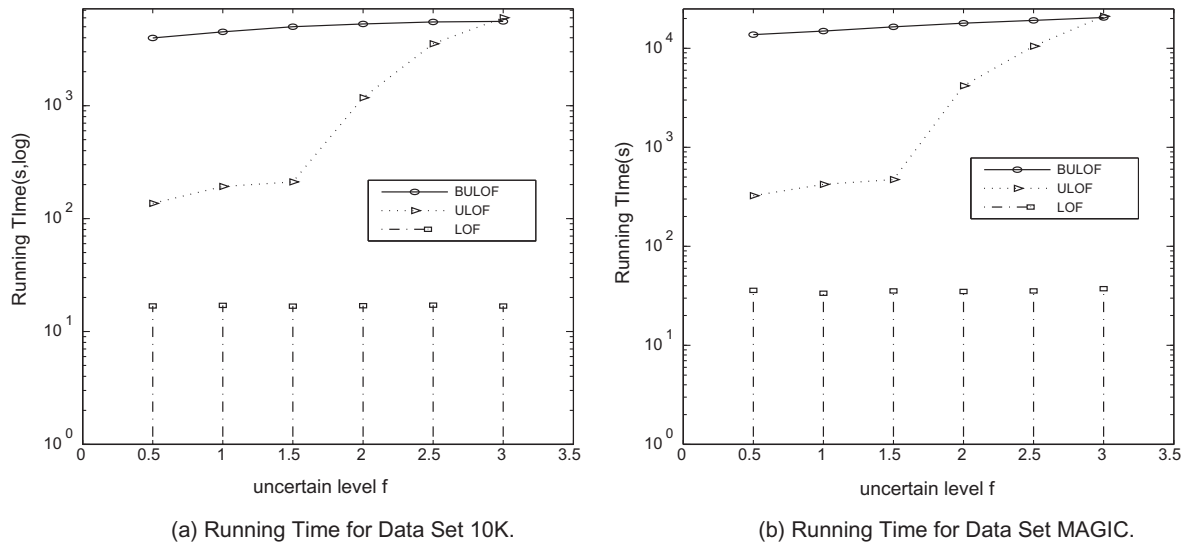 10^3
10^2
10^1
10^0
Running TIme(s,log)
BULOF
ULOF
LOF
0 0.5 1 1.5 2 2.5 3 3.5
uncertain level f
(a) Running Time for Data Set 10K.
10^4
10^3
10^2
10^1
10^0
Running TIme(s)
BULOF
ULOF
LOF
0 0.5 1 1.5 2 2.5 3 3.5
uncertain level f
(b) Running Time for Data Set MAGIC.